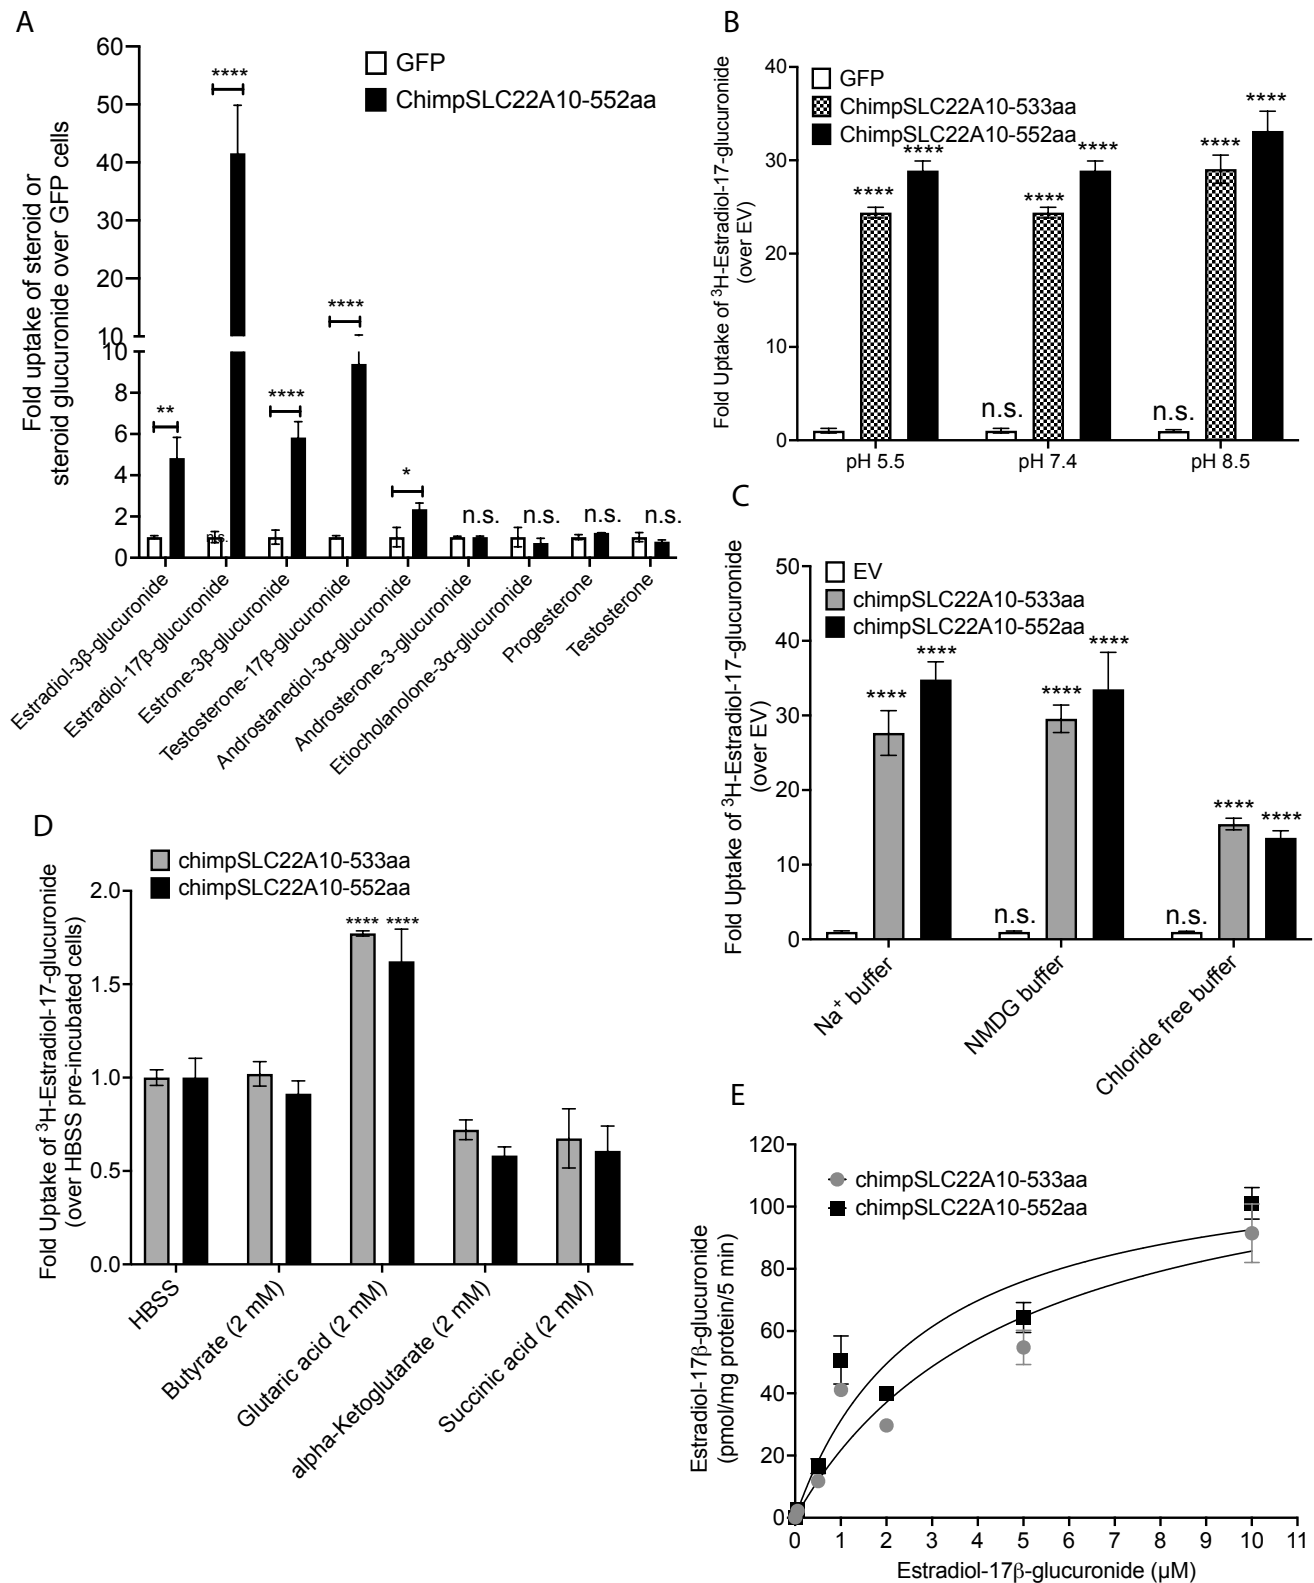 A
Fold uptake of steroid or
steroid glucuronide over GFP cells
60
50
40
30
20
10
10
8
6
4
2
0
GFP
ChimpSLC22A10-552aa
**
****
n.s.
****
****
*
n.s.
n.s.
n.s.
n.s.
Estradiol-3β-glucuronide
Estradiol-17β-glucuronide
Estrone-3β-glucuronide
Testosterone-17β-glucuronide
Androstanediol-3α-glucuronide
Androsterone-3-glucuronide
Etiocholanolone-3α-glucuronide
Progesterone
Testosterone
B
Fold Uptake of ³H-Estradiol-17-glucuronide
(over EV)
40
30
20
10
0
GFP
ChimpSLC22A10-533aa
ChimpSLC22A10-552aa
****
****
n.s.
****
****
n.s.
****
****
pH 5.5
pH 7.4
pH 8.5
C
Fold Uptake of ³H-Estradiol-17-glucuronide
(over EV)
50
40
30
20
10
0
EV
chimpSLC22A10-533aa
chimpSLC22A10-552aa
****
****
n.s.
****
****
n.s.
****
****
Na⁺ buffer
NMDG buffer
Chloride free buffer
D
Fold Uptake of ³H-Estradiol-17-glucuronide
(over HBSS pre-incubated cells)
2.0
1.5
1.0
0.5
0.0
chimpSLC22A10-533aa
chimpSLC22A10-552aa
****
****
HBSS
Butyrate (2 mM)
Glutaric acid (2 mM)
alpha-Ketoglutarate (2 mM)
Succinic acid (2 mM)
E
Estradiol-17β-glucuronide
(pmol/mg protein/5 min)
120
100
80
60
40
20
0
chimpSLC22A10-533aa
chimpSLC22A10-552aa
0 1 2 3 4 5 6 7 8 9 10 11
Estradiol-17β-glucuronide (μM)